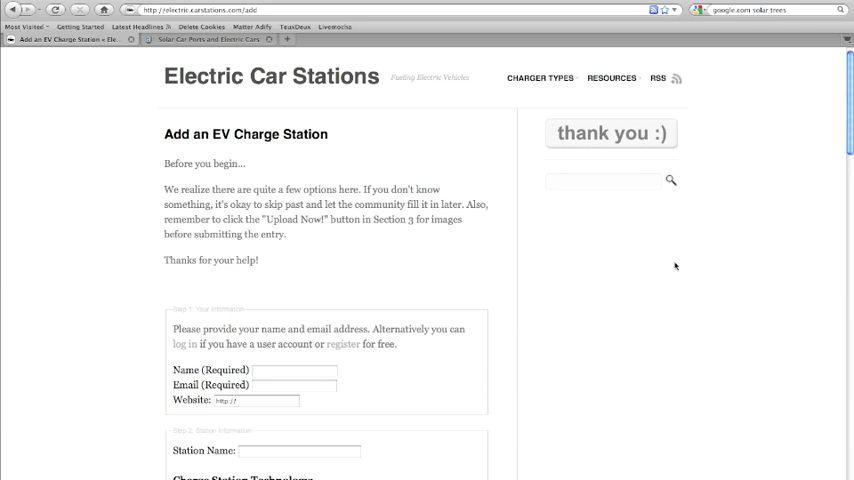 http://electric.carstations.com/add
google.com solar trees
Most Visited
Getting Started
Latest Headlines
Delete Cookies
Matter Adify
TeusDeus
Livemocha
Add an EV Charge Station « Ele...
Solar Car Ports and Electric Cars
Electric Car Stations
Fueling Electric Vehicles
CHARGER TYPES
RESOURCES
RSS
Add an EV Charge Station
thank you :)
Before you begin...
We realize there are quite a few options here. If you don't know
something, it's okay to skip past and let the community fill it in later. Also,
remember to click the "Upload Now!" button in Section 3 for images
before submitting the entry.
Thanks for your help!
Step 1: Your Information
Please provide your name and email address. Alternatively you can
log in if you have a user account or register for free.
Name (Required)
Email (Required)
Website: http://
Step 2: Station Information
Station Name:
Charge Station Technology